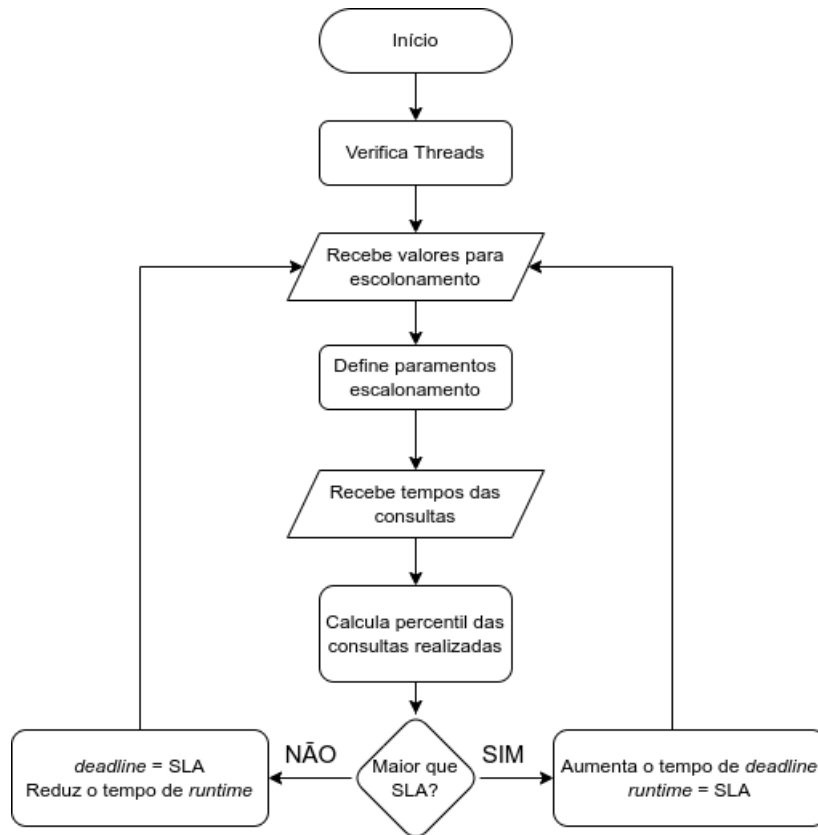 Início
Verifica Threads
Recebe valores para
escolonamento
Define paramentos
escalonamento
Recebe tempos das
consultas
Calcula percentil das
consultas realizadas
Maior que
SLA?
NÃO
deadline = SLA
Reduz o tempo de runtime
SIM
Aumenta o tempo de deadline
runtime = SLA